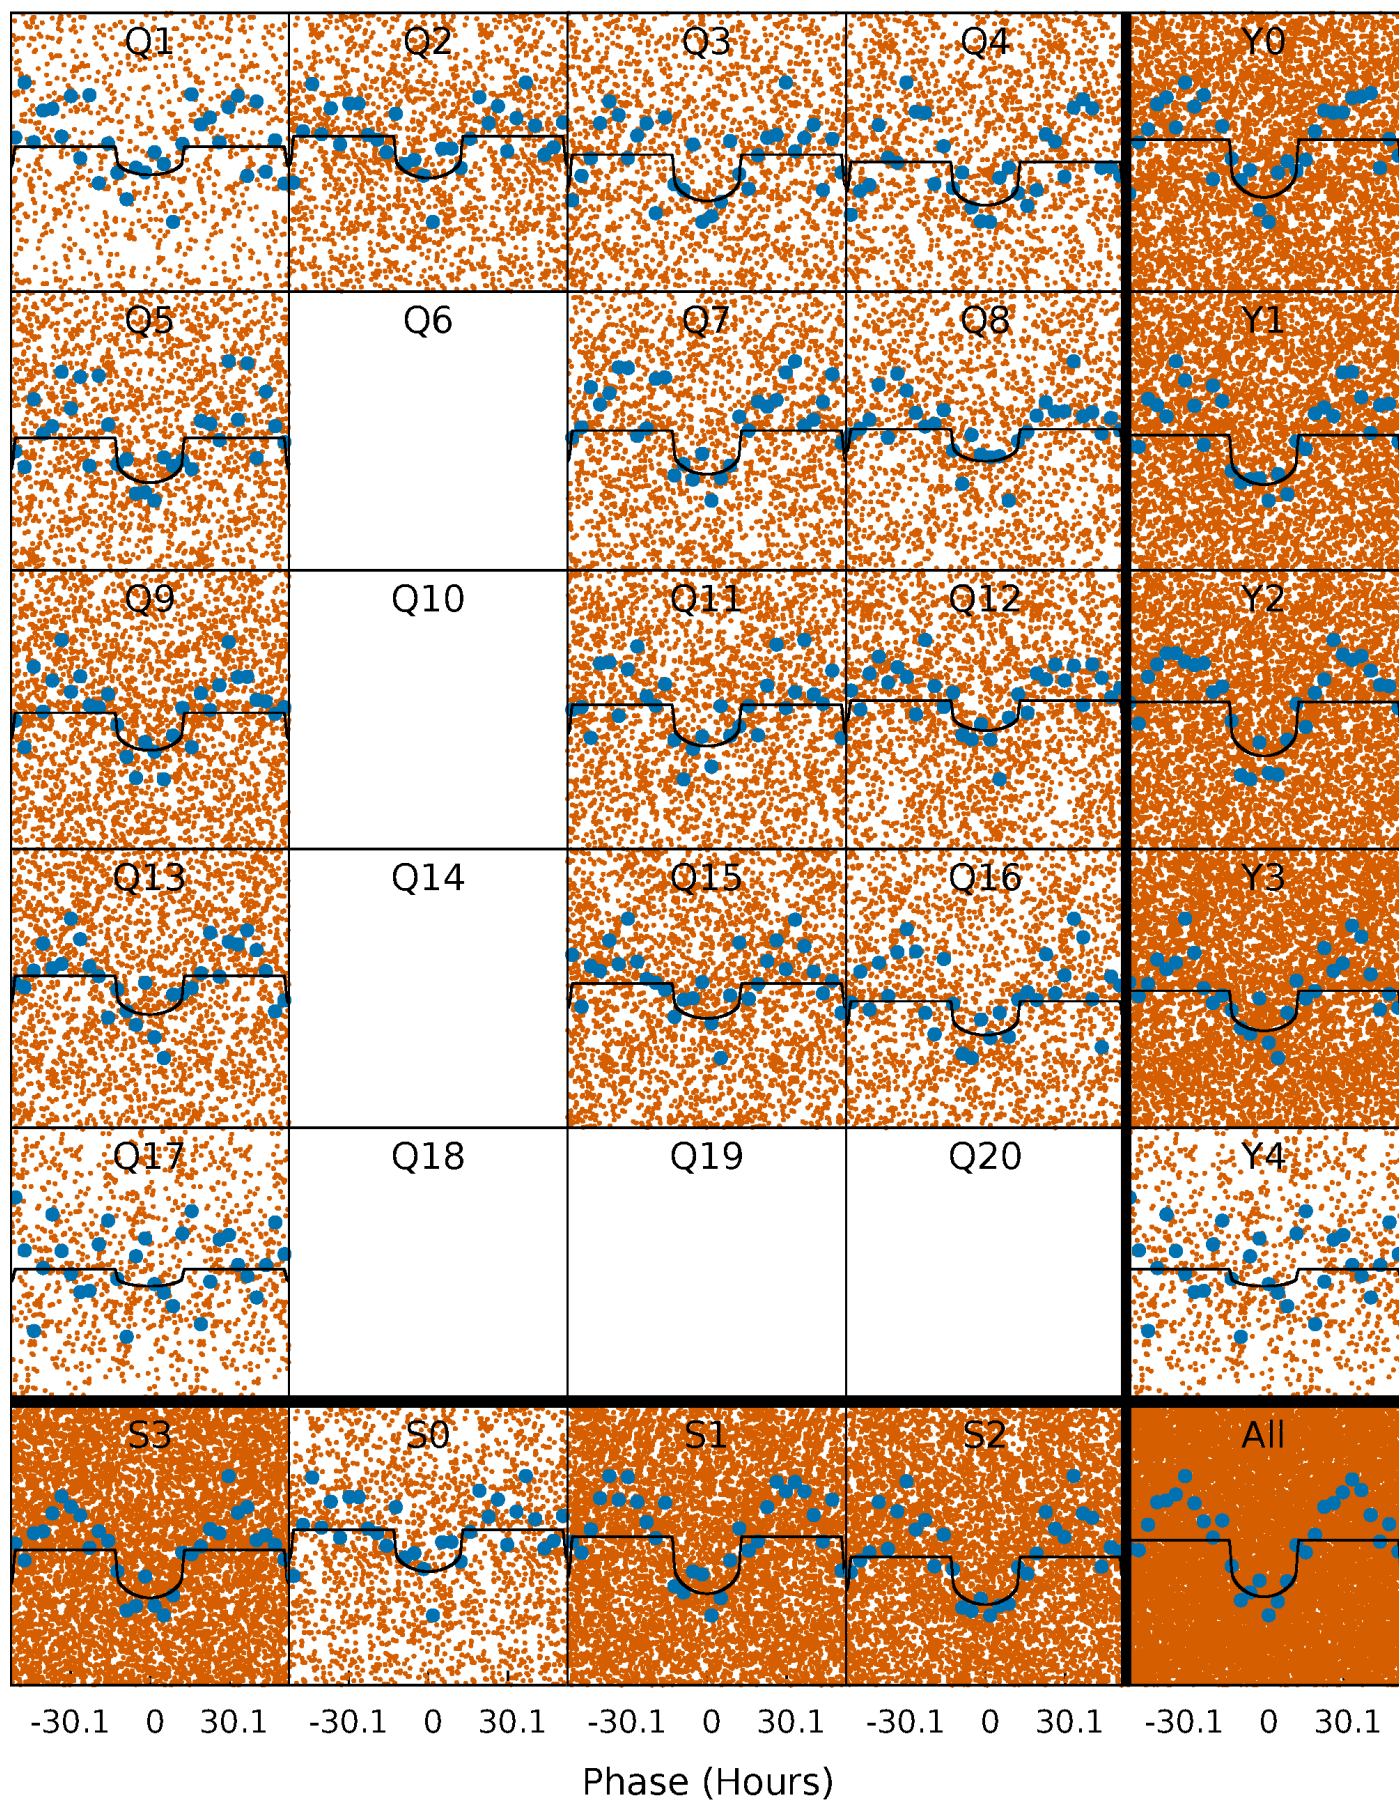 Q1 Q2 Q3 Q4 Y0
Q5 Q6 Q7 Q8 Y1
Q9 Q10 Q11 Q12 Y2
Q13 Q14 Q15 Q16 Y3
Q17 Q18 Q19 Q20 Y4
S3 S0 S1 S2 All
-30.1 0 30.1 -30.1 0 30.1 -30.1 0 30.1 -30.1 0 30.1 -30.1 0 30.1
Phase (Hours)